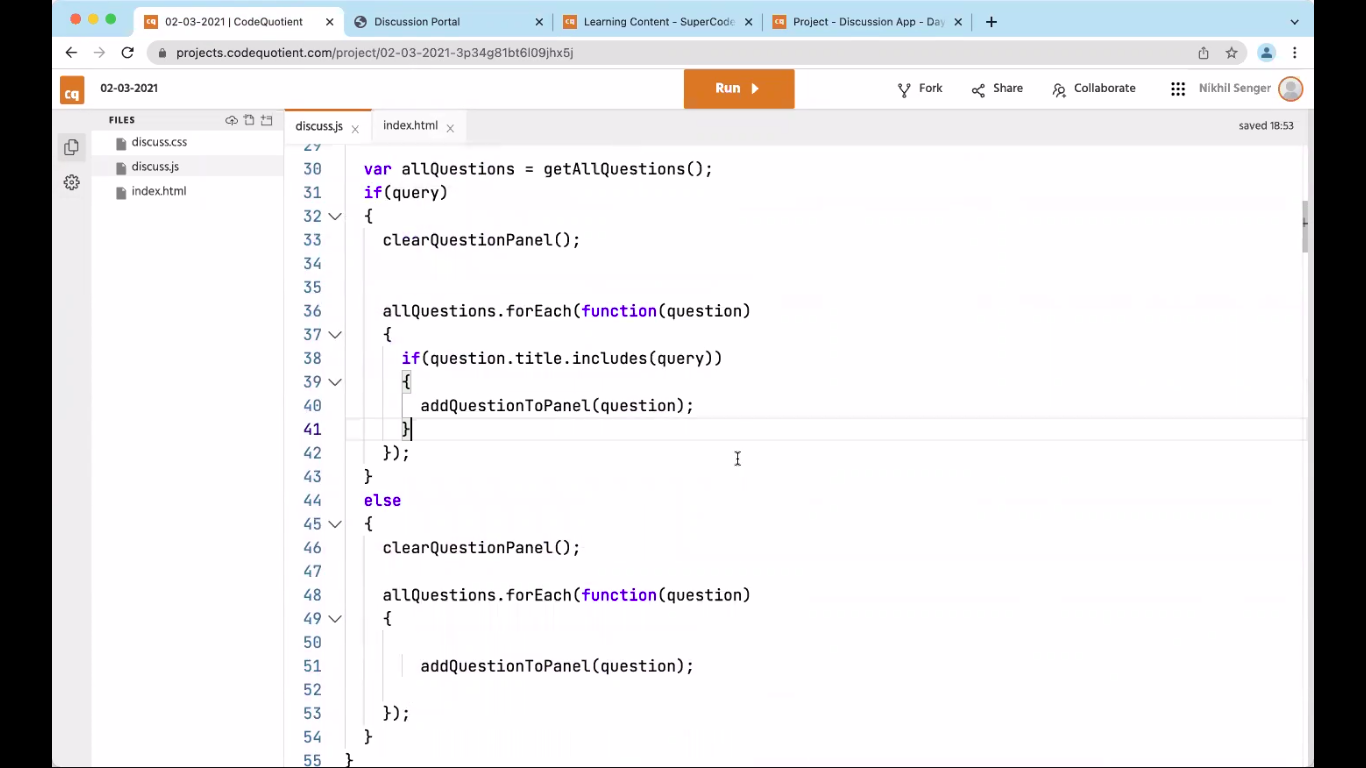 02-03-2021 | CodeQuotient
Discussion Portal
Learning Content - SuperCode
Project - Discussion App - Day
projects.codequotient.com/project/02-03-2021-3p34g81bt6l09jhx5j
cq
02-03-2021
Run
Fork
Share
Collaborate
Nikhil Senger
FILES
discuss.js
index.html
saved 18:53
discuss.css
discuss.js
index.html
29
30 var allQuestions = getAllQuestions();
31 if(query)
32 {
33 clearQuestionPanel();
34
35
36 allQuestions.forEach(function(question)
37 {
38 if(question.title.includes(query))
39 {
40 addQuestionToPanel(question);
41 }
42 });
43 }
44 else
45 {
46 clearQuestionPanel();
47
48 allQuestions.forEach(function(question)
49 {
50
51 addQuestionToPanel(question);
52
53 });
54 }
55 }